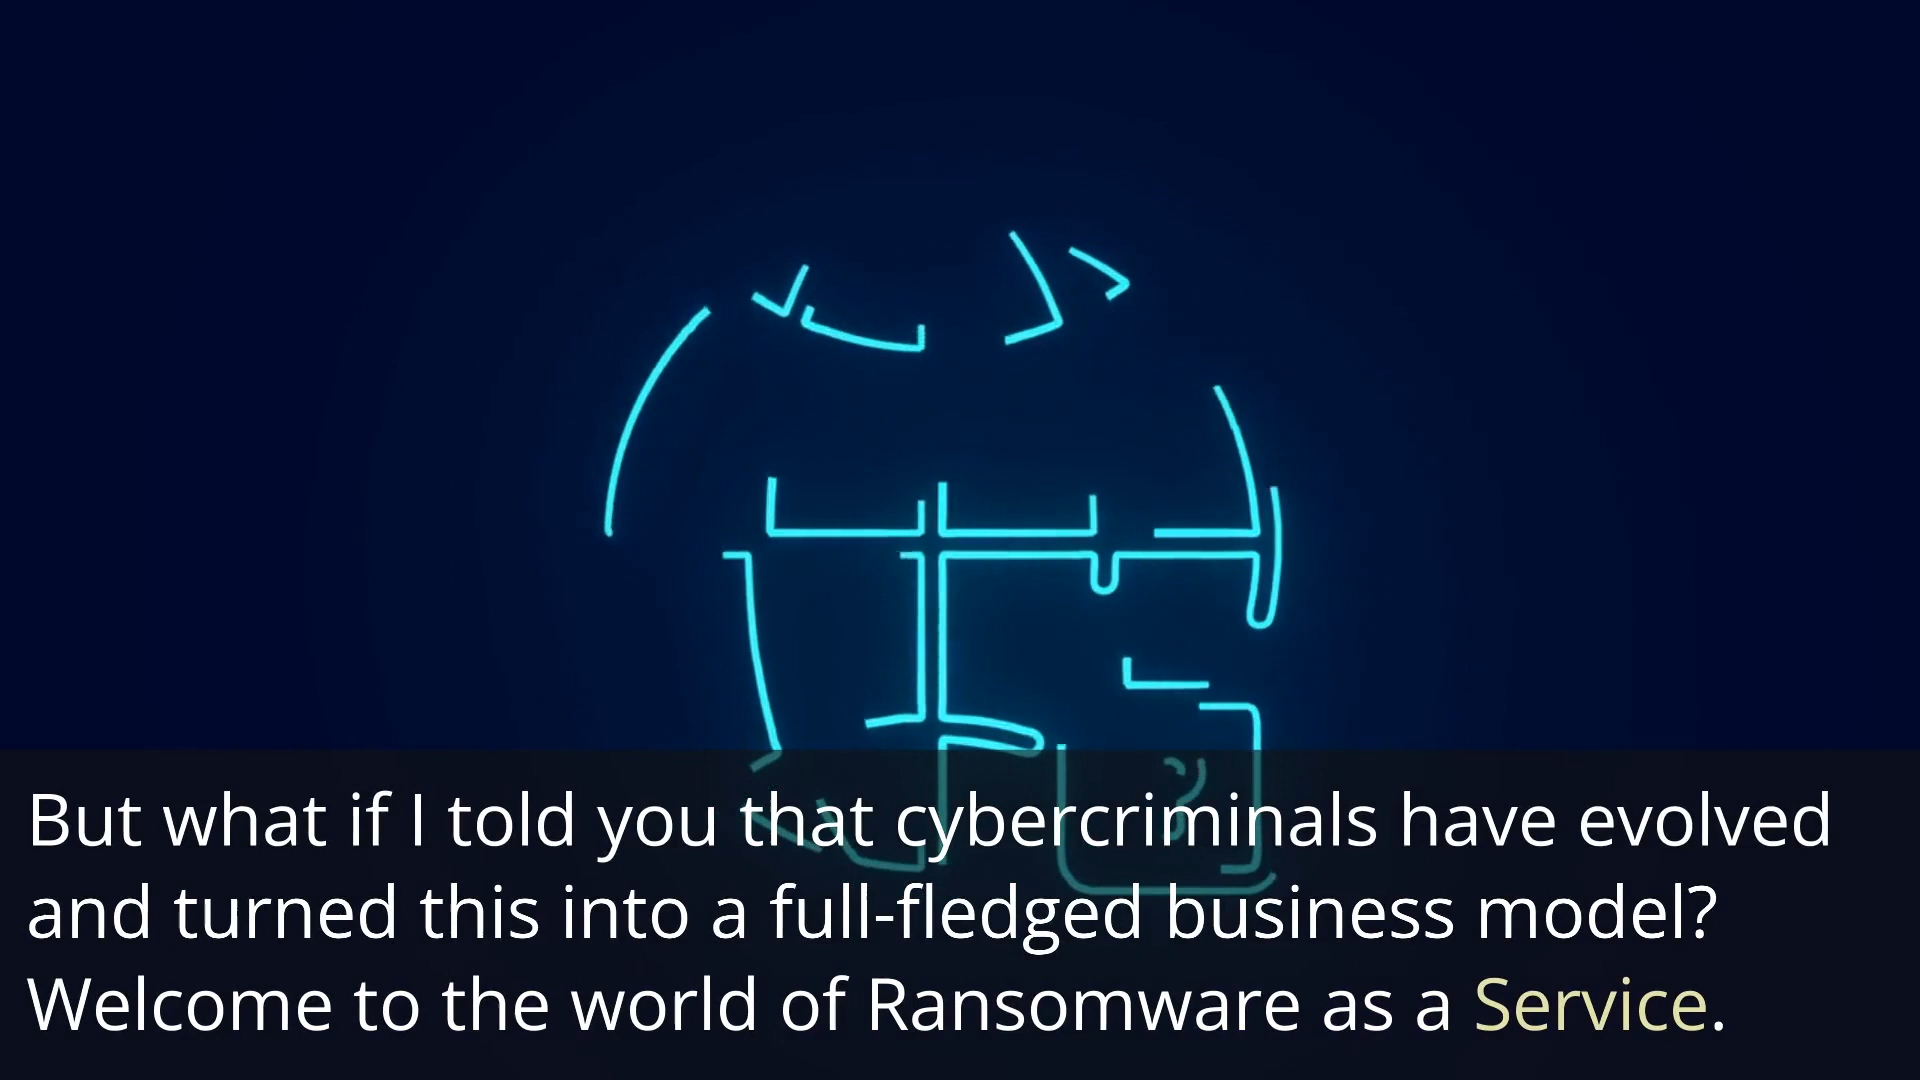 But what if I told you that cybercriminals have evolved
and turned this into a full-fledged business model?
Welcome to the world of Ransomware as a Service.